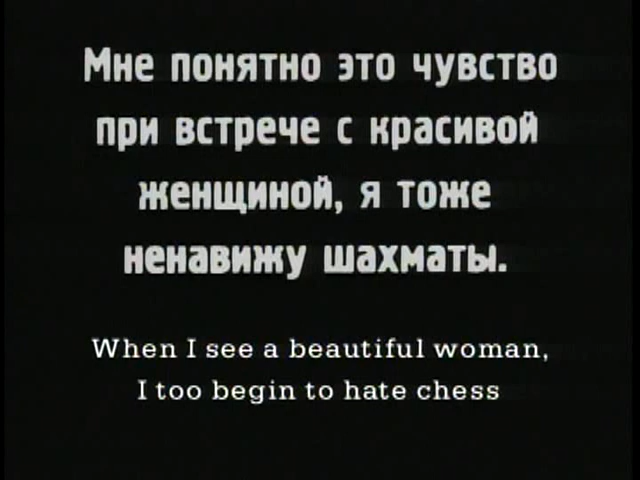 Мне понятно это чувство
при встрече с красивой
женщиной, я тоже
ненавижу шахматы.
When I see a beautiful woman,
I too begin to hate chess